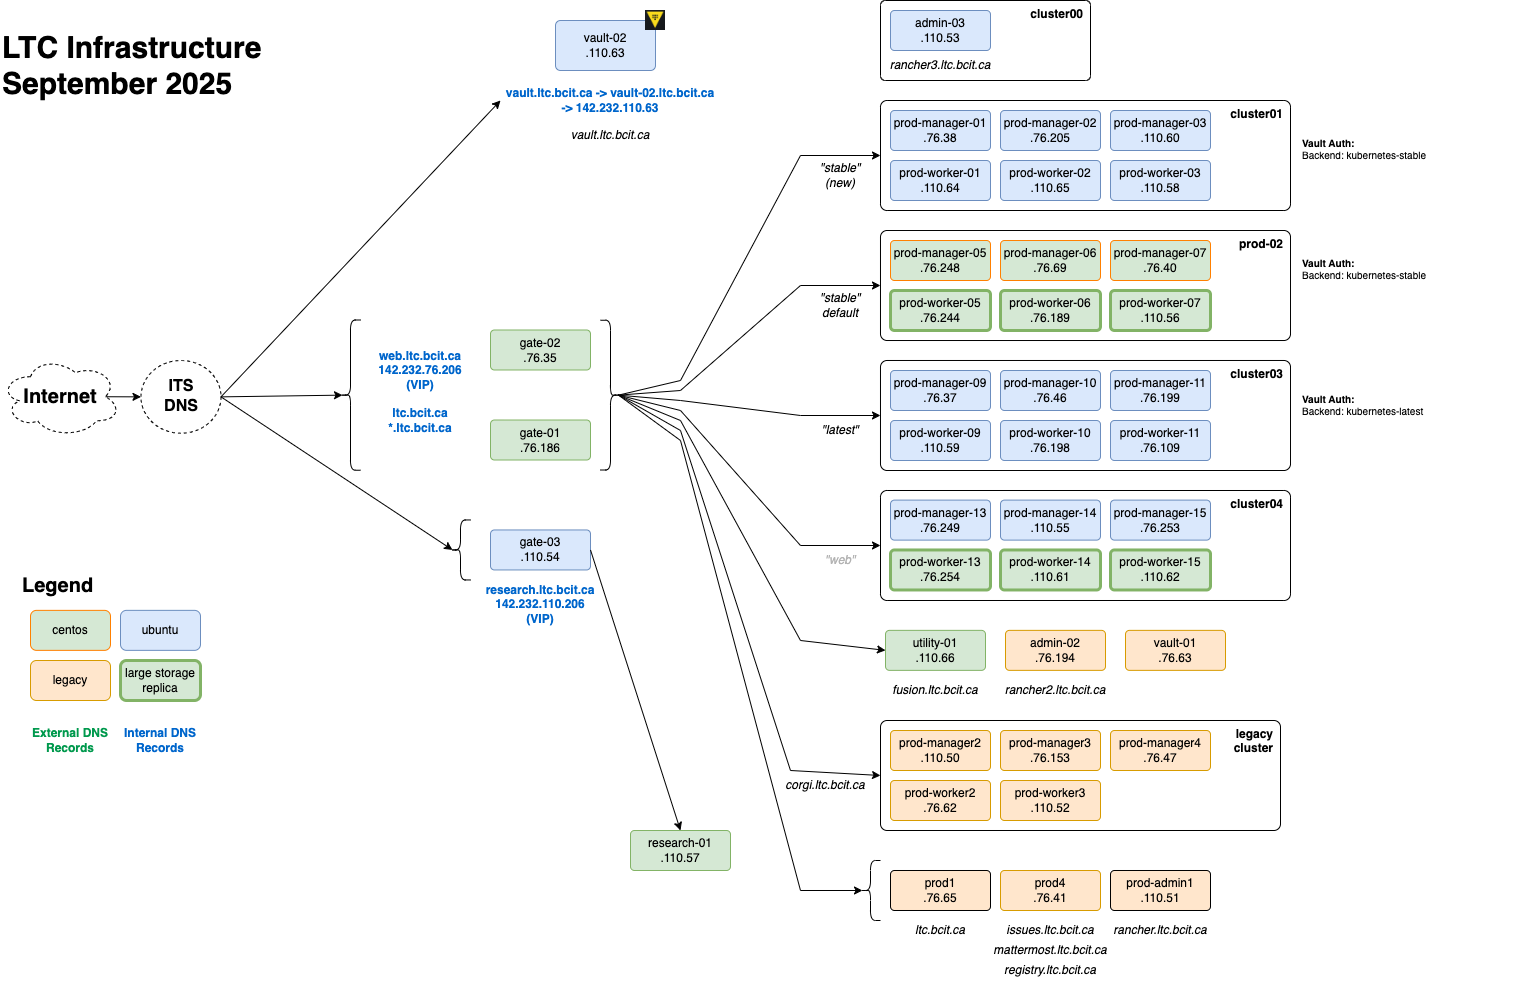 LTC Infrastructure
September 2025
vault-02
.110.63
vault.ltc.bcit.ca -> vault-02.ltc.bcit.ca
-> 142.232.110.63
vault.ltc.bcit.ca
cluster00
admin-03
.110.53
rancher3.ltc.bcit.ca
cluster01
prod-manager-01
.76.38
prod-manager-02
.76.205
prod-manager-03
.110.60
prod-worker-01
.110.64
prod-worker-02
.110.65
prod-worker-03
.110.58
Vault Auth:
Backend: kubernetes-stable
"stable"
(new)
prod-02
prod-manager-05
.76.248
prod-manager-06
.76.69
prod-manager-07
.76.40
prod-worker-05
.76.244
prod-worker-06
.76.189
prod-worker-07
.110.56
Vault Auth:
Backend: kubernetes-stable
"stable"
default
Internet
ITS
DNS
web.ltc.bcit.ca
142.232.76.206
(VIP)
ltc.bcit.ca
*.ltc.bcit.ca
gate-02
.76.35
gate-01
.76.186
cluster03
prod-manager-09
.76.37
prod-manager-10
.76.46
prod-manager-11
.76.199
prod-worker-09
.110.59
prod-worker-10
.76.198
prod-worker-11
.76.109
Vault Auth:
Backend: kubernetes-latest
"latest"
cluster04
prod-manager-13
.76.249
prod-manager-14
.110.55
prod-manager-15
.76.253
prod-worker-13
.76.254
prod-worker-14
.110.61
prod-worker-15
.110.62
"web"
gate-03
.110.54
research.ltc.bcit.ca
142.232.110.206
(VIP)
Legend
centos
ubuntu
legacy
large storage
replica
External DNS
Records
Internal DNS
Records
utility-01
.110.66
fusion.ltc.bcit.ca
admin-02
.76.194
rancher2.ltc.bcit.ca
vault-01
.76.63
legacy
cluster
prod-manager2
.110.50
prod-manager3
.76.153
prod-manager4
.76.47
prod-worker2
.76.62
prod-worker3
.110.52
corgi.ltc.bcit.ca
research-01
.110.57
prod1
.76.65
ltc.bcit.ca
prod4
.76.41
issues.ltc.bcit.ca
mattermost.ltc.bcit.ca
registry.ltc.bcit.ca
prod-admin1
.110.51
rancher.ltc.bcit.ca